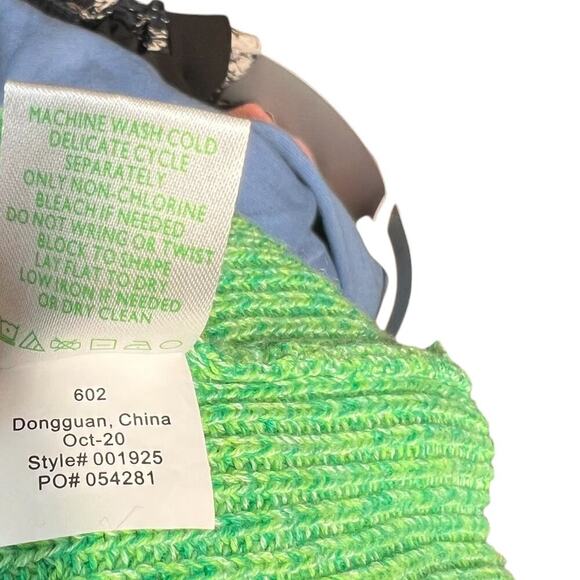 MACHINE WASH COLD
DELICATE CYCLE
SEPARATELY
ONLY NON-CHLORINE
BLEACH IF NEEDED
DO NOT WRING OR TWIST
BLOCK TO SHAPE
LAY FLAT TO DRY
LOW IRON IF NEEDED
OR DRY CLEAN
602
Dongguan, China
Oct-20
Style# 001925
PO# 054281